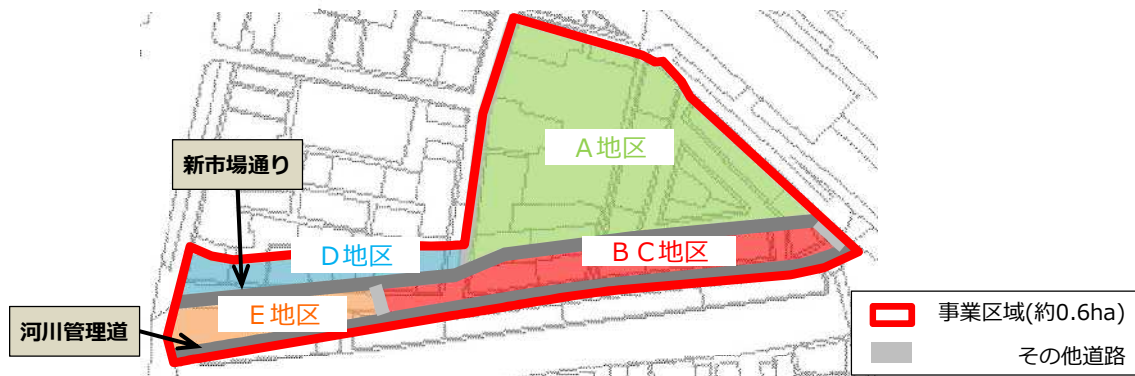 A地区
新市場通り
BC地区
D地区
E地区
河川管理道
事業区域(約0.6ha)
その他道路